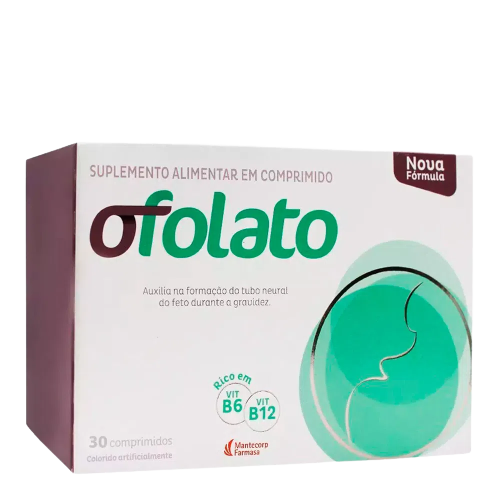 Nova
Fórmula
SUPLEMENTO ALIMENTAR EM COMPRIMIDO
ofolato
Auxilia na formação do tubo neural
do feto durante a gravidez.
Rico em
VIT
B6
VIT
B12
30 comprimidos
Colorido artificialmente
Mantecorp
Farmasa